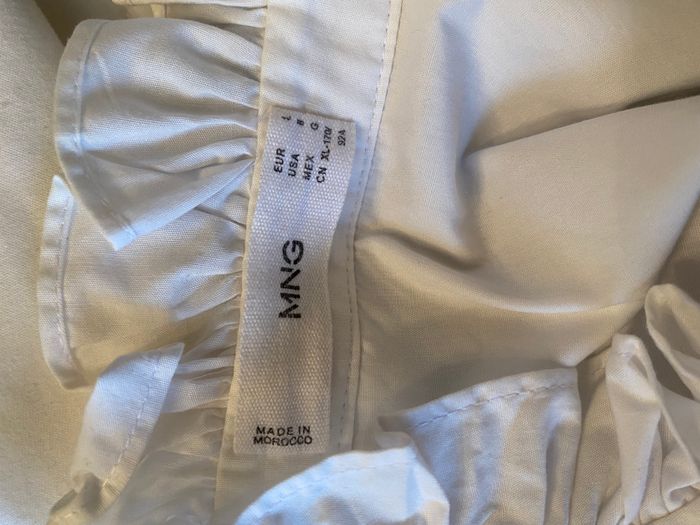 EUR L
USA 8
MEX G
CN XL-170/
92A
MNG
MADE IN
MOROCCO